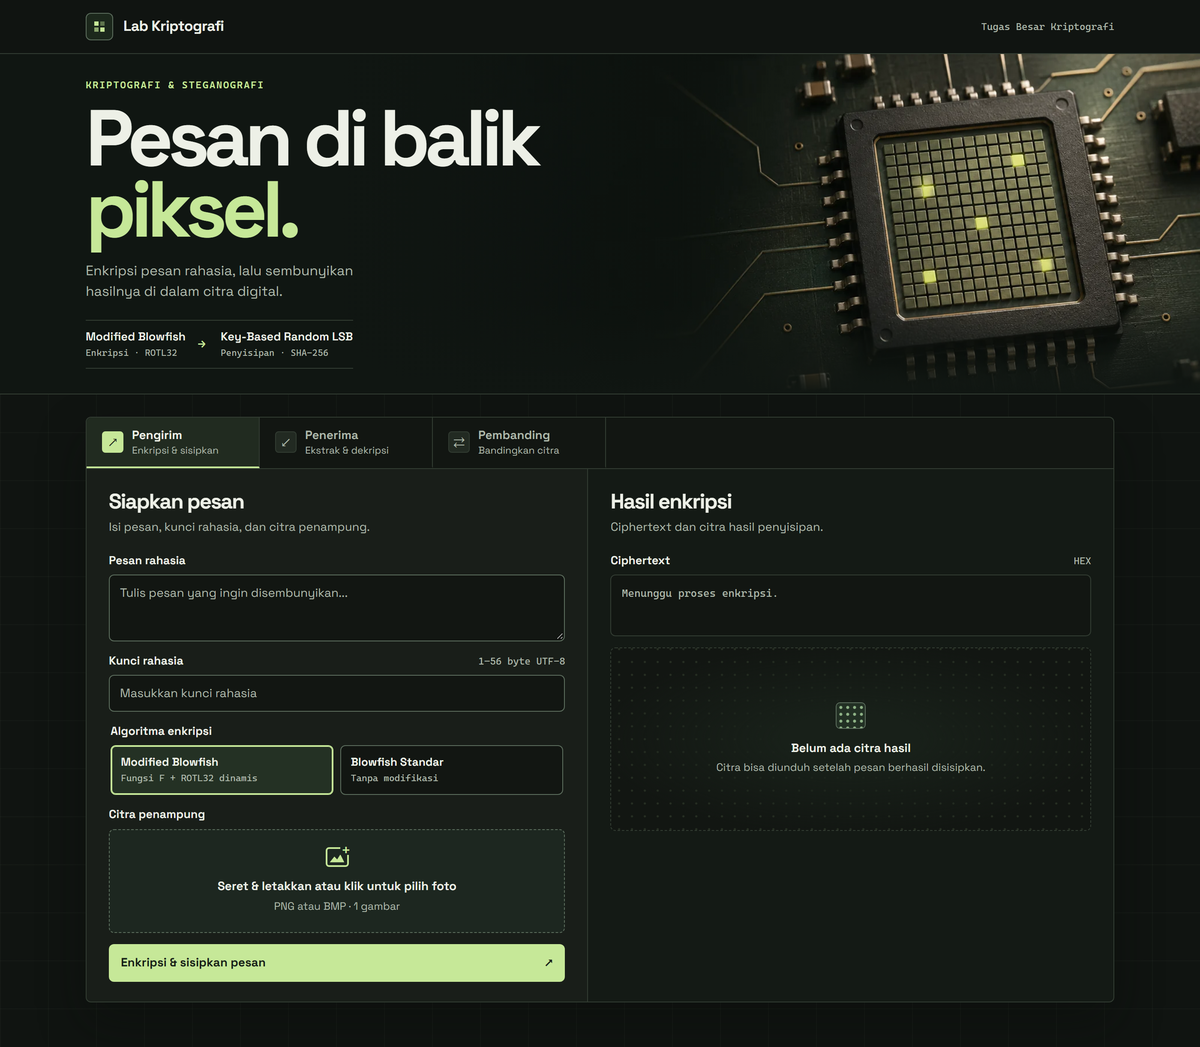 Lab Kriptografi
Tugas Besar Kriptografi
KRIPTOGRAFI & STEGANOGRAFI
Pesan di balik
piksel.
Enkripsi pesan rahasia, lalu sembunyikan
hasilnya di dalam citra digital.
Modified Blowfish → Key-Based Random LSB
Enkripsi · ROTL32 Penyisipan · SHA-256
Pengirim
Enkripsi & sisipkan
Penerima
Ekstrak & dekripsi
Pembanding
Bandingkan citra
Siapkan pesan
Isi pesan, kunci rahasia, dan citra penampung.
Pesan rahasia
Tulis pesan yang ingin disembunyikan...
Kunci rahasia 1–56 byte UTF-8
Masukkan kunci rahasia
Algoritma enkripsi
Modified Blowfish
Fungsi F + ROTL32 dinamis
Blowfish Standar
Tanpa modifikasi
Citra penampung
Seret & letakkan atau klik untuk pilih foto
PNG atau BMP · 1 gambar
Enkripsi & sisipkan pesan ↗
Hasil enkripsi
Ciphertext dan citra hasil penyisipan.
Ciphertext HEX
Menunggu proses enkripsi.
Belum ada citra hasil
Citra bisa diunduh setelah pesan berhasil disisipkan.